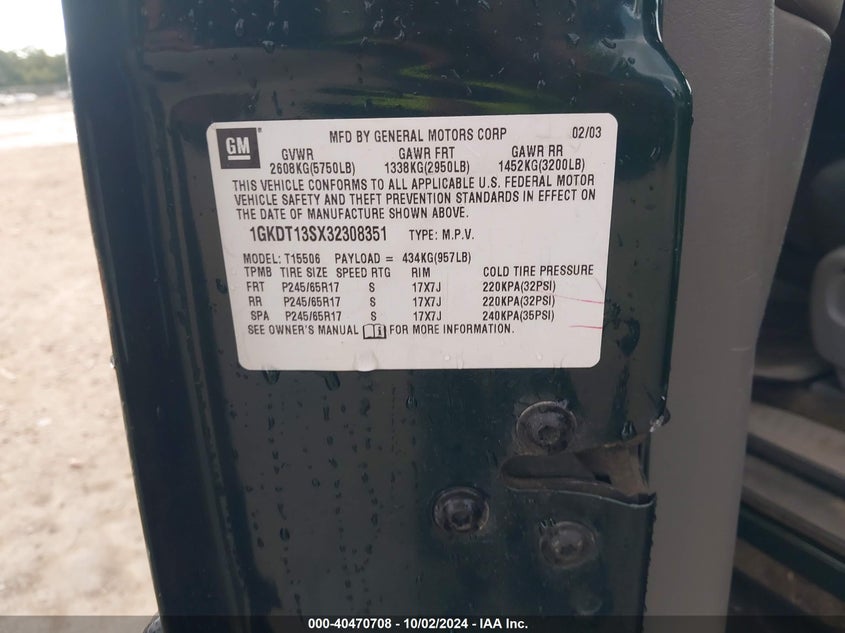 GM MFD BY GENERAL MOTORS CORP 02/03
GVWR GAWR FRT GAWR RR
2608KG(5750LB) 1338KG(2950LB) 1452KG(3200LB)
THIS VEHICLE CONFORMS TO ALL APPLICABLE U.S. FEDERAL MOTOR
VEHICLE SAFETY AND THEFT PREVENTION STANDARDS IN EFFECT ON
THE DATE OF MANUFACTURE SHOWN ABOVE.
1GKDT13SX32308351 TYPE: M.P.V.
MODEL: T15506 PAYLOAD = 434KG(957LB)
TPMB TIRE SIZE SPEED RTG RIM COLD TIRE PRESSURE
FRT P245/65R17 S 17X7J 220KPA(32PSI)
RR P245/65R17 S 17X7J 220KPA(32PSI)
SPA P245/65R17 S 17X7J 240KPA(35PSI)
SEE OWNER'S MANUAL FOR MORE INFORMATION.
000-40470708 - 10/02/2024 - IAA Inc.